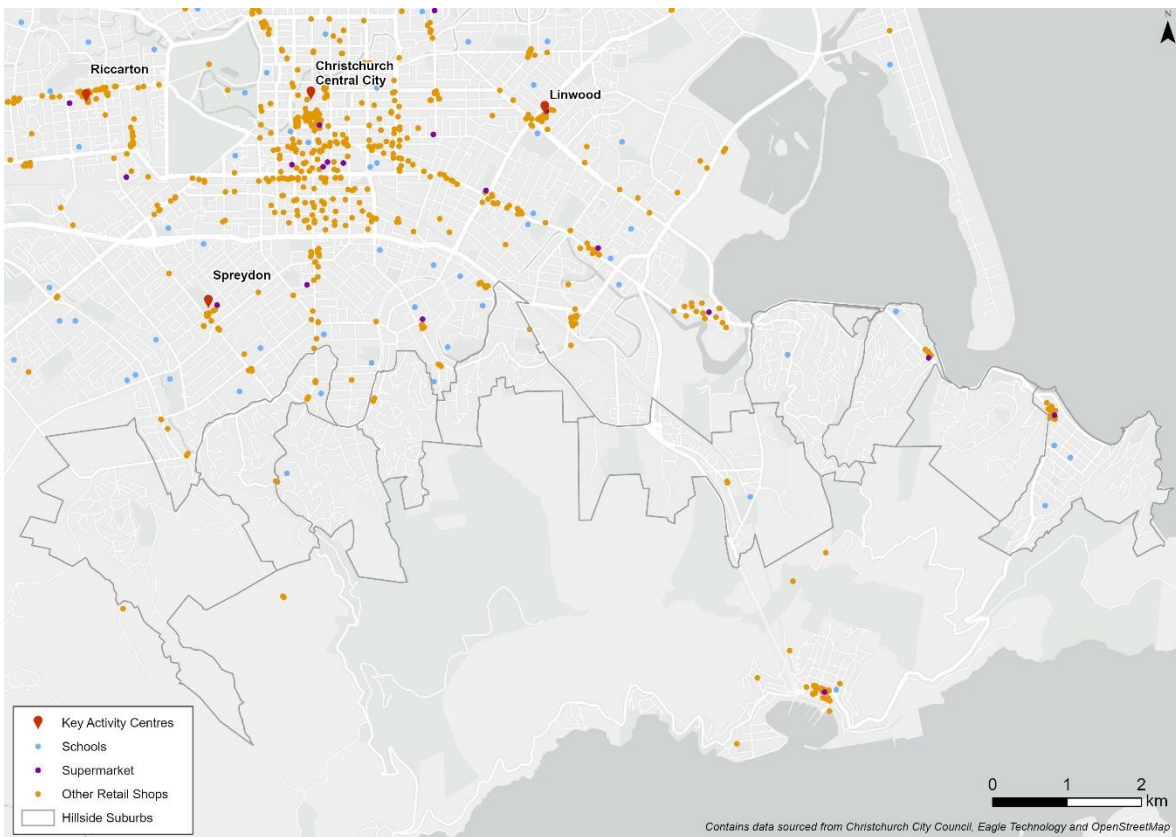 N
Riccarton
Christchurch
Central City
Linwood
Spreydon
Key Activity Centres
Schools
Supermarket
Other Retail Shops
Hillside Suburbs
0 1 2
km
Contains data sourced from Christchurch City Council, Eagle Technology and OpenStreetMap